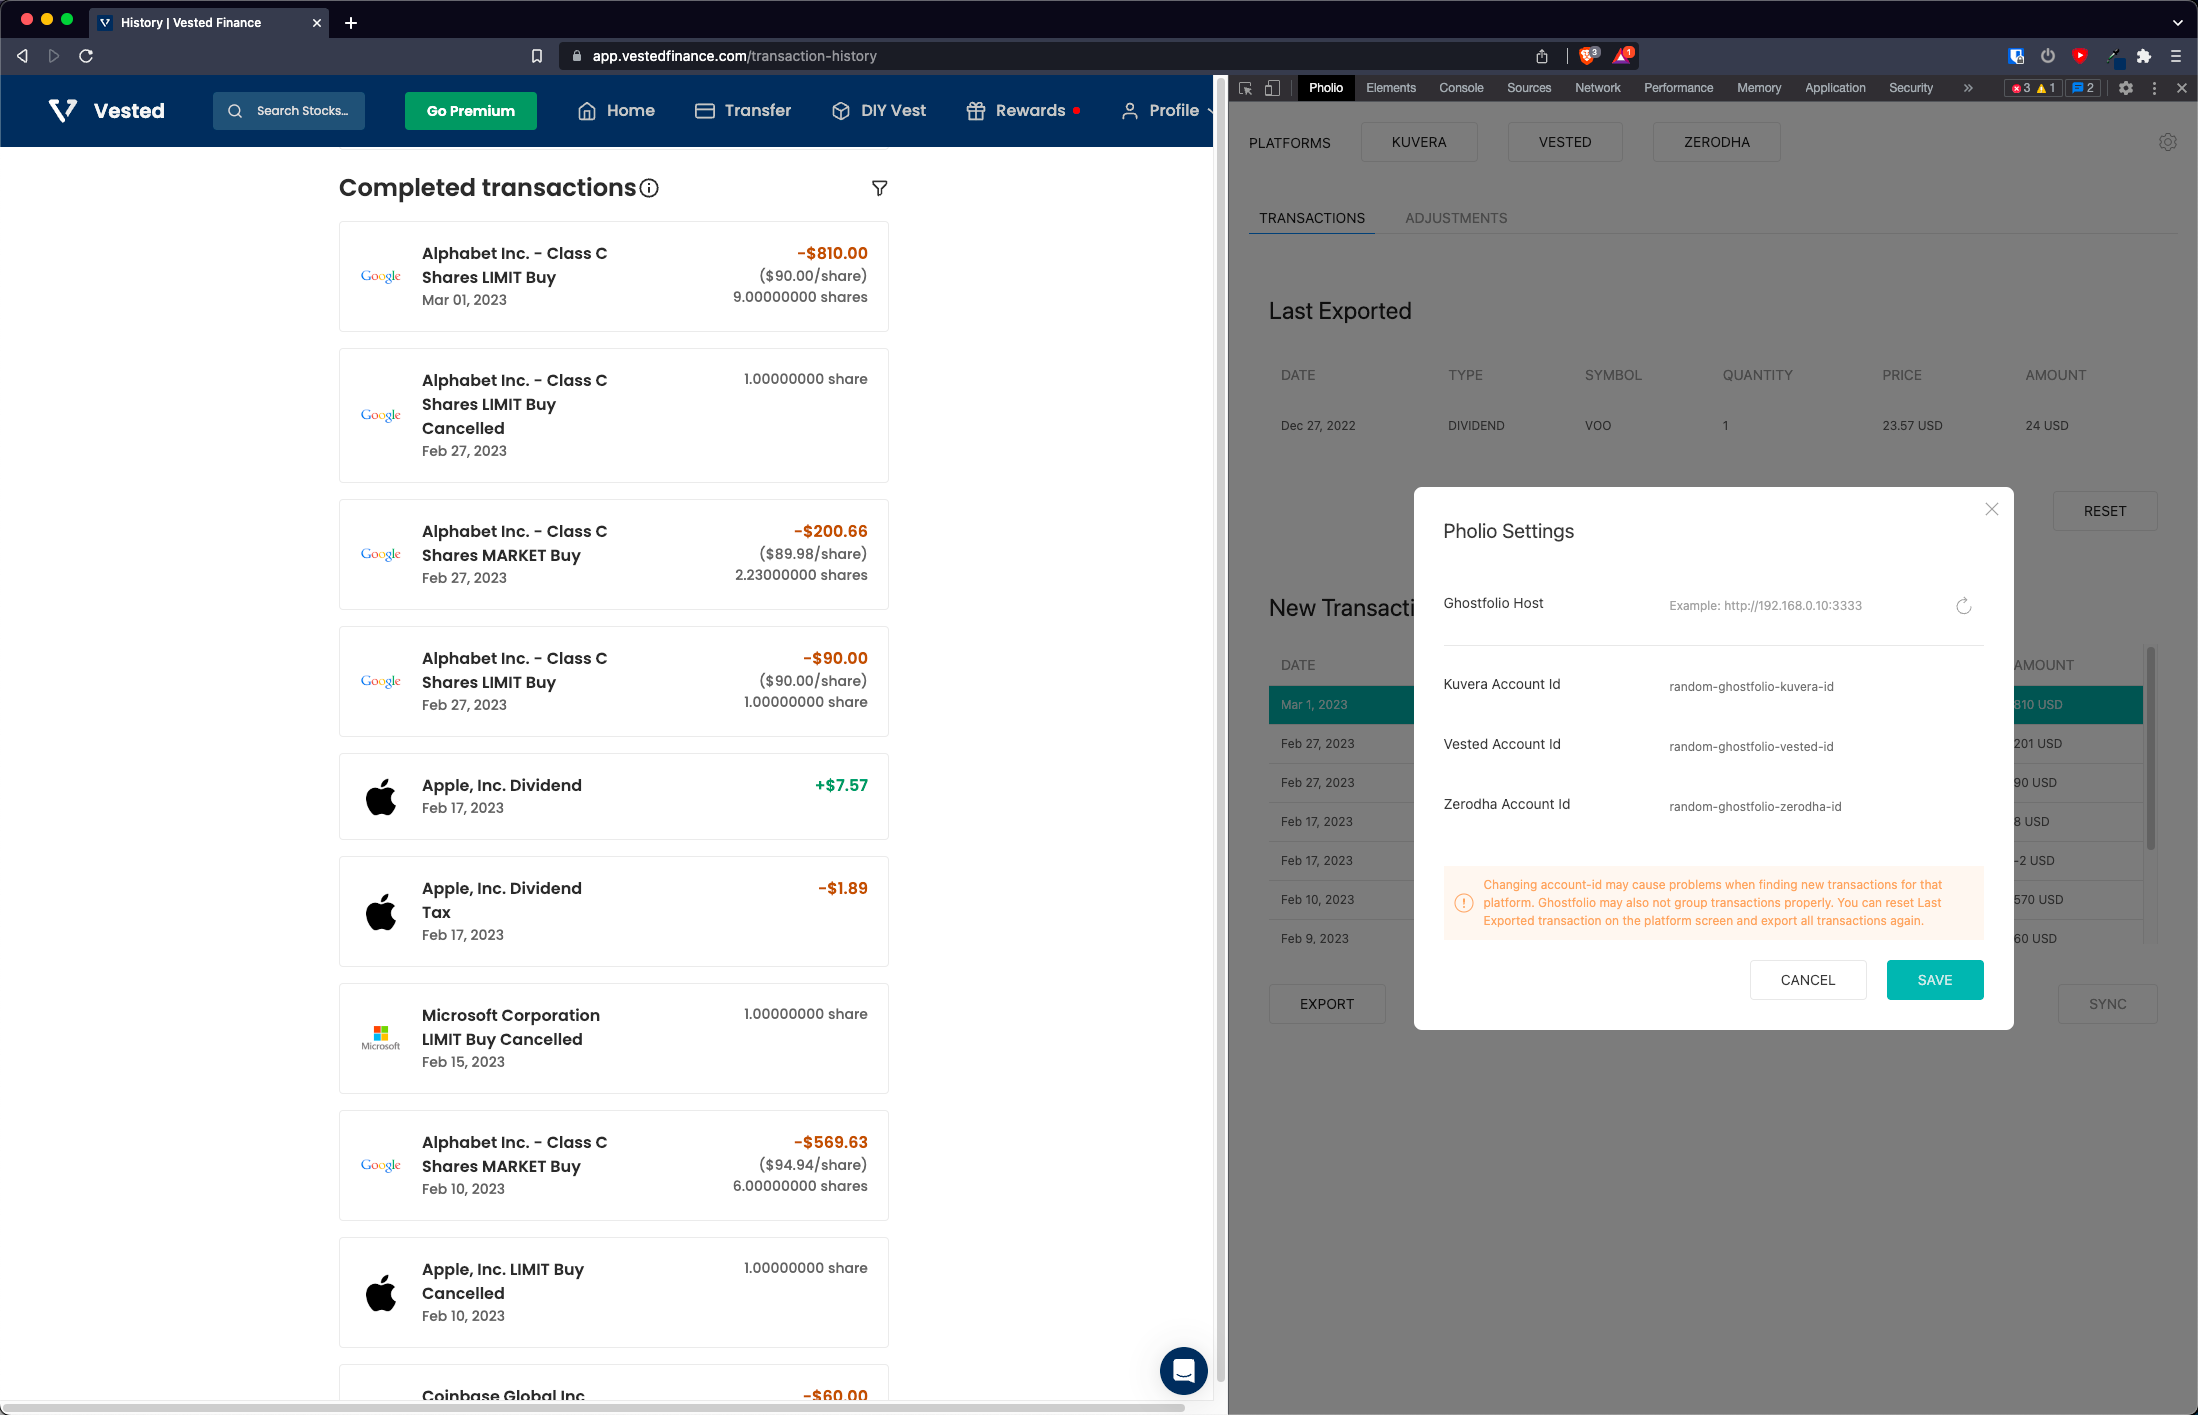 History | Vested Finance
app.vestedfinance.com/transaction-history
3
1
Vested
Search Stocks...
Go Premium
Home
Transfer
DIY Vest
Rewards
Profile
Completed transactions
Google
Alphabet Inc. - Class C
Shares LIMIT Buy
Mar 01, 2023
-$810.00
($90.00/share)
9.00000000 shares
Google
Alphabet Inc. - Class C
Shares LIMIT Buy
Cancelled
Feb 27, 2023
1.00000000 share
Google
Alphabet Inc. - Class C
Shares MARKET Buy
Feb 27, 2023
-$200.66
($89.98/share)
2.23000000 shares
Google
Alphabet Inc. - Class C
Shares LIMIT Buy
Feb 27, 2023
-$90.00
($90.00/share)
1.00000000 share
Apple, Inc. Dividend
Feb 17, 2023
+$7.57
Apple, Inc. Dividend
Tax
Feb 17, 2023
-$1.89
Microsoft
Microsoft Corporation
LIMIT Buy Cancelled
Feb 15, 2023
1.00000000 share
Google
Alphabet Inc. - Class C
Shares MARKET Buy
Feb 10, 2023
-$569.63
($94.94/share)
6.00000000 shares
Apple, Inc. LIMIT Buy
Cancelled
Feb 10, 2023
1.00000000 share
Coinbase Global Inc
-$60.00
Pholio
Elements
Console
Sources
Network
Performance
Memory
Application
Security
3
1
2
PLATFORMS
KUVERA
VESTED
ZERODHA
TRANSACTIONS
ADJUSTMENTS
Last Exported
DATE TYPE SYMBOL QUANTITY PRICE AMOUNT
Dec 27, 2022 DIVIDEND VOO 1 23.57 USD 24 USD
RESET
New Transacti
DATE AMOUNT
Mar 1, 2023 810 USD
Feb 27, 2023 201 USD
Feb 27, 2023 90 USD
Feb 17, 2023 8 USD
Feb 17, 2023 -2 USD
Feb 10, 2023 570 USD
Feb 9, 2023 60 USD
EXPORT
SYNC
Pholio Settings
Ghostfolio Host
Example: http://192.168.0.10:3333
Kuvera Account Id
random-ghostfolio-kuvera-id
Vested Account Id
random-ghostfolio-vested-id
Zerodha Account Id
random-ghostfolio-zerodha-id
Changing account-id may cause problems when finding new transactions for that
platform. Ghostfolio may also not group transactions properly. You can reset Last
Exported transaction on the platform screen and export all transactions again.
CANCEL
SAVE